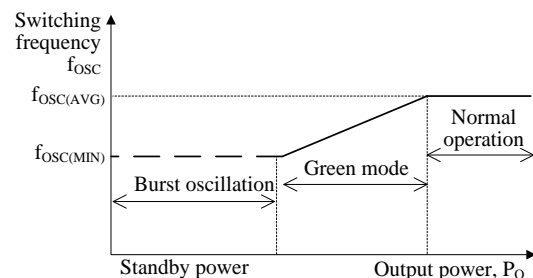 Switching
frequency
fOSC
fOSC(AVG)
Normal
operation
fOSC(MIN)
Green mode
Burst oscillation
Standby power
Output power, PO